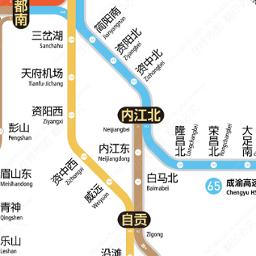 都南
简阳南
Jianyangnan
三岔湖
Sanchahu
资阳北
Ziyangbei
天府机场
Tianfu Jichang
资中北
Zizhongbei
资阳西
Ziyangxi
内江北
Neijiangbei
彭山
Pengshan
隆昌北
Longchangbei
荣昌北
Rongchangbei
大足南
内江东
Neijiangdong
资中西
Zizhongxi
眉山东
Meishandong
白马北
Baimabei
65 成渝高
Chengyu HS
威远
Weiyuan
青神
Qingshen
自贡
Zigong
乐山
Leshan
沿滩